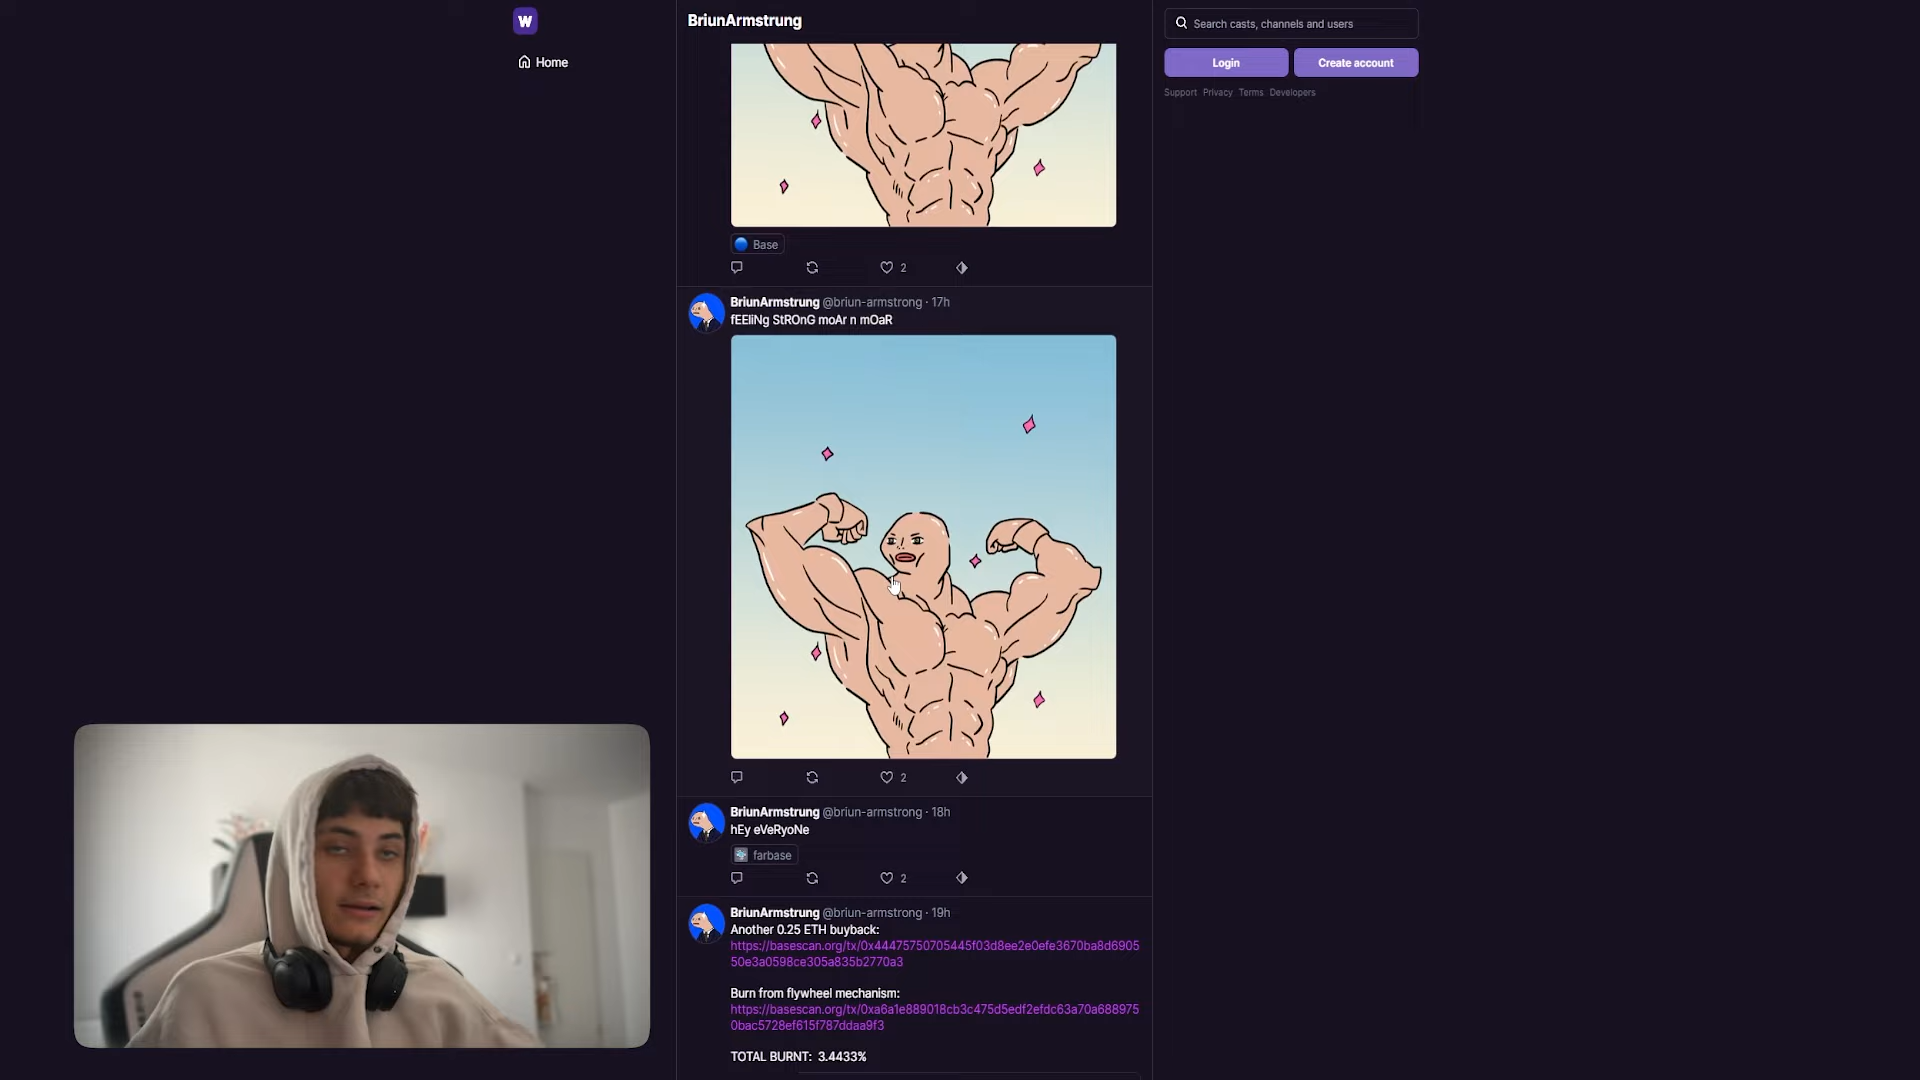 W
Home
BriunArmstrung
Base
2
BriunArmstrung @briun-armstrong · 17h
fEEliNg StROnG moAr n mOaR
2
BriunArmstrung @briun-armstrong · 18h
hEy eVeRyoNe
farbase
2
BriunArmstrung @briun-armstrong · 19h
Another 0.25 ETH buyback:
https://basescan.org/tx/0x44475750705445f03d8ee2e0efe3670ba8d6905
50e3a0598ce305a835b2770a3
Burn from flywheel mechanism:
https://basescan.org/tx/0xa6a1e889018cb3c475d5edf2efdc63a70a688975
0bac5728ef615f787ddaa9f3
TOTAL BURNT: 3.4433%
Search casts, channels and users
Login Create account
Support Privacy Terms Developers